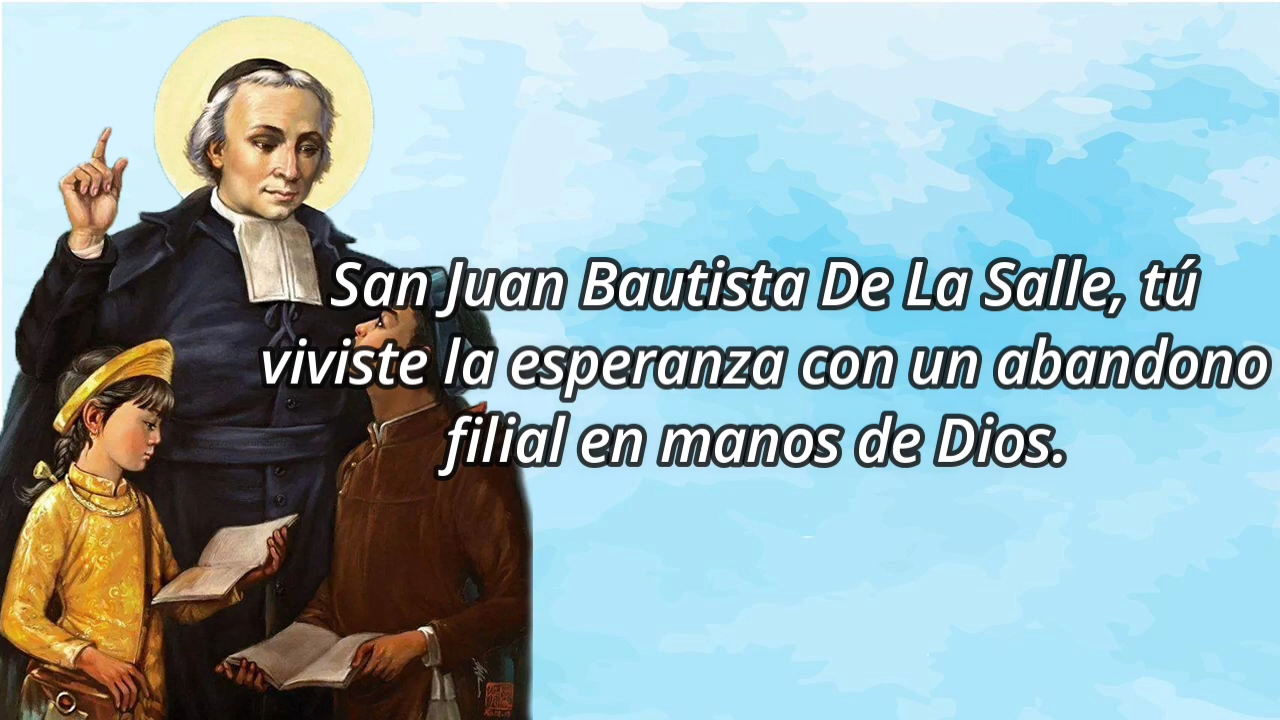 San Juan Bautista De La Salle, tú
viviste la esperanza con un abandono
filial en manos de Dios.